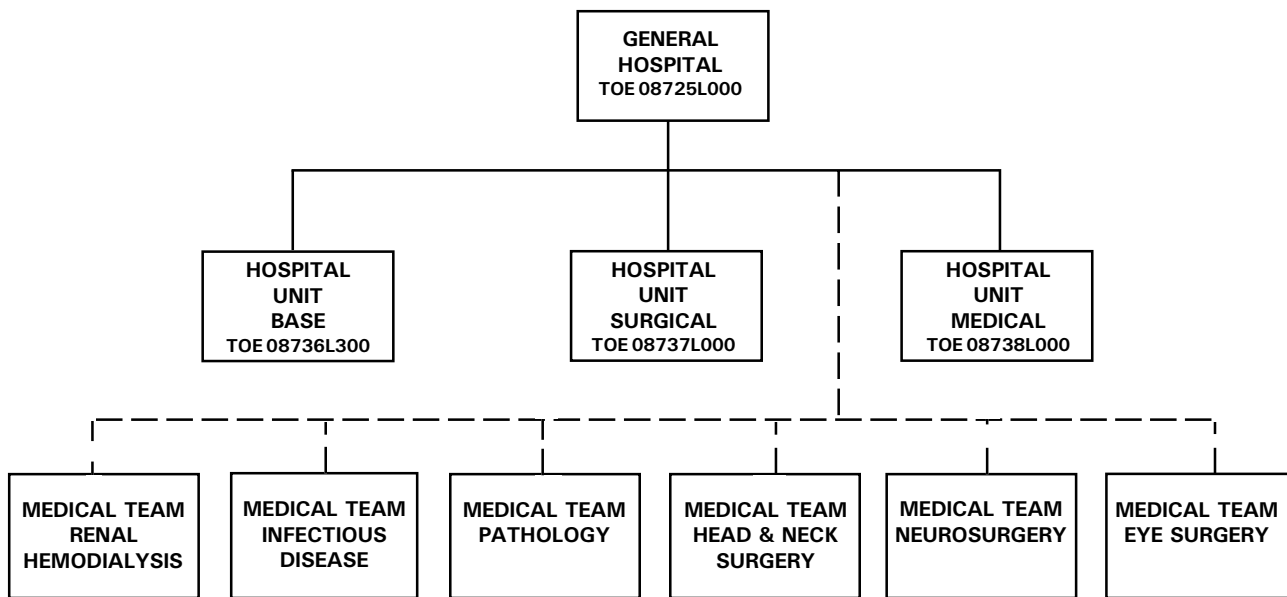 GENERAL
HOSPITAL
TOE 08725L000
HOSPITAL
UNIT
BASE
TOE 08736L300
HOSPITAL
UNIT
SURGICAL
TOE 08737L000
HOSPITAL
UNIT
MEDICAL
TOE 08738L000
MEDICAL TEAM
RENAL
HEMODIALYSIS
MEDICAL TEAM
INFECTIOUS
DISEASE
MEDICAL TEAM
PATHOLOGY
MEDICAL TEAM
HEAD & NECK
SURGERY
MEDICAL TEAM
NEUROSURGERY
MEDICAL TEAM
EYE SURGERY